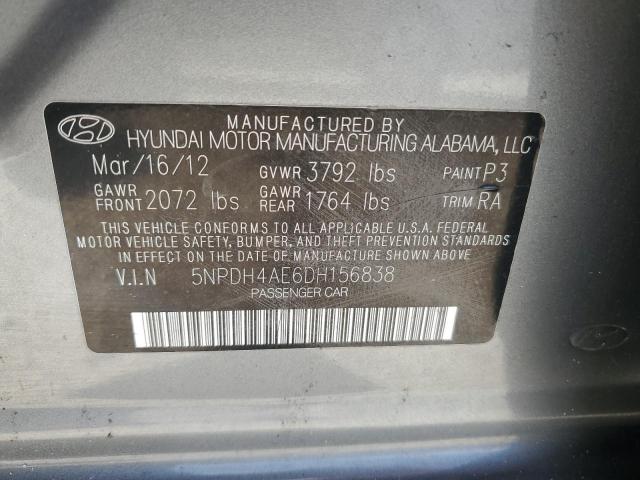 MANUFACTURED BY
HYUNDAI MOTOR MANUFACTURING ALABAMA, LLC
Mar/16/12 GVWR 3792 lbs PAINT P3
GAWR FRONT 2072 lbs GAWR REAR 1764 lbs TRIM RA
THIS VEHICLE CONFORMS TO ALL APPLICABLE U.S.A. FEDERAL
MOTOR VEHICLE SAFETY, BUMPER, AND THEFT PREVENTION
STANDARDS IN EFFECT ON THE DATE OF MANUFACTURE SHOWN ABOVE.
V.I.N 5NPDH4AE6DH156838
PASSENGER CAR